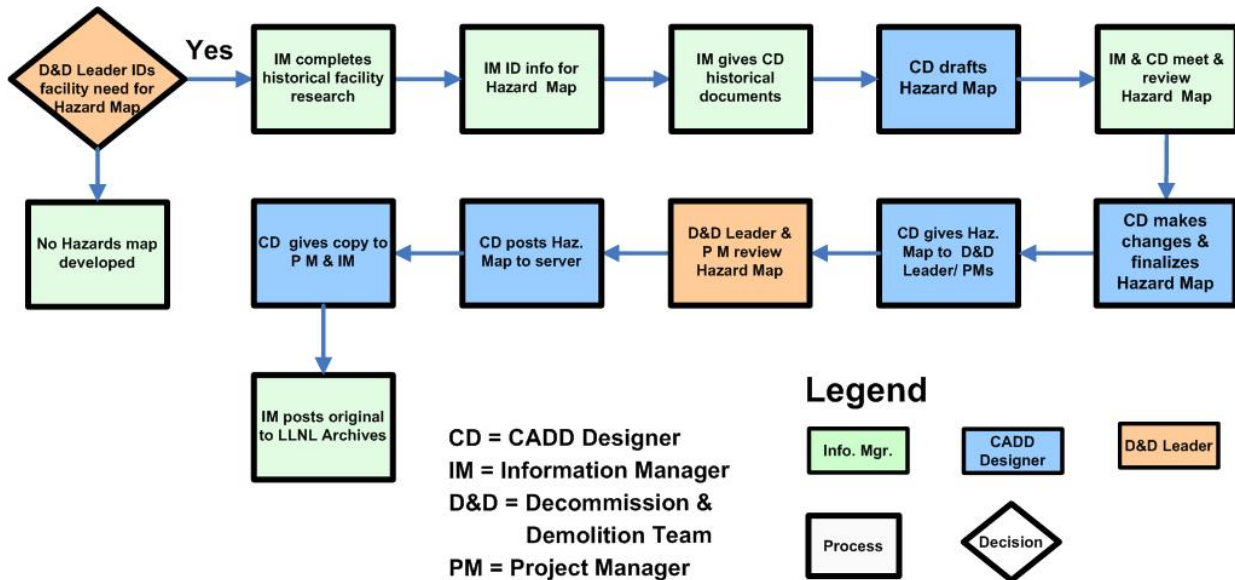 D&D Leader IDs
facility need for
Hazard Map
Yes
IM completes
historical facility
research
IM ID info for
Hazard Map
IM gives CD
historical
documents
CD drafts
Hazard Map
IM & CD meet &
review
Hazard Map
No Hazards map
developed
CD gives copy to
P M & IM
CD posts Haz.
Map to server
D&D Leader &
P M review
Hazard Map
CD gives Haz.
Map to D&D
Leader/ PMs
CD makes
changes &
finalizes
Hazard Map
IM posts original
to LLNL Archives
CD = CADD Designer
IM = Information Manager
D&D = Decommission &
Demolition Team
PM = Project Manager
Legend
Info. Mgr.
CADD
Designer
D&D Leader
Process
Decision